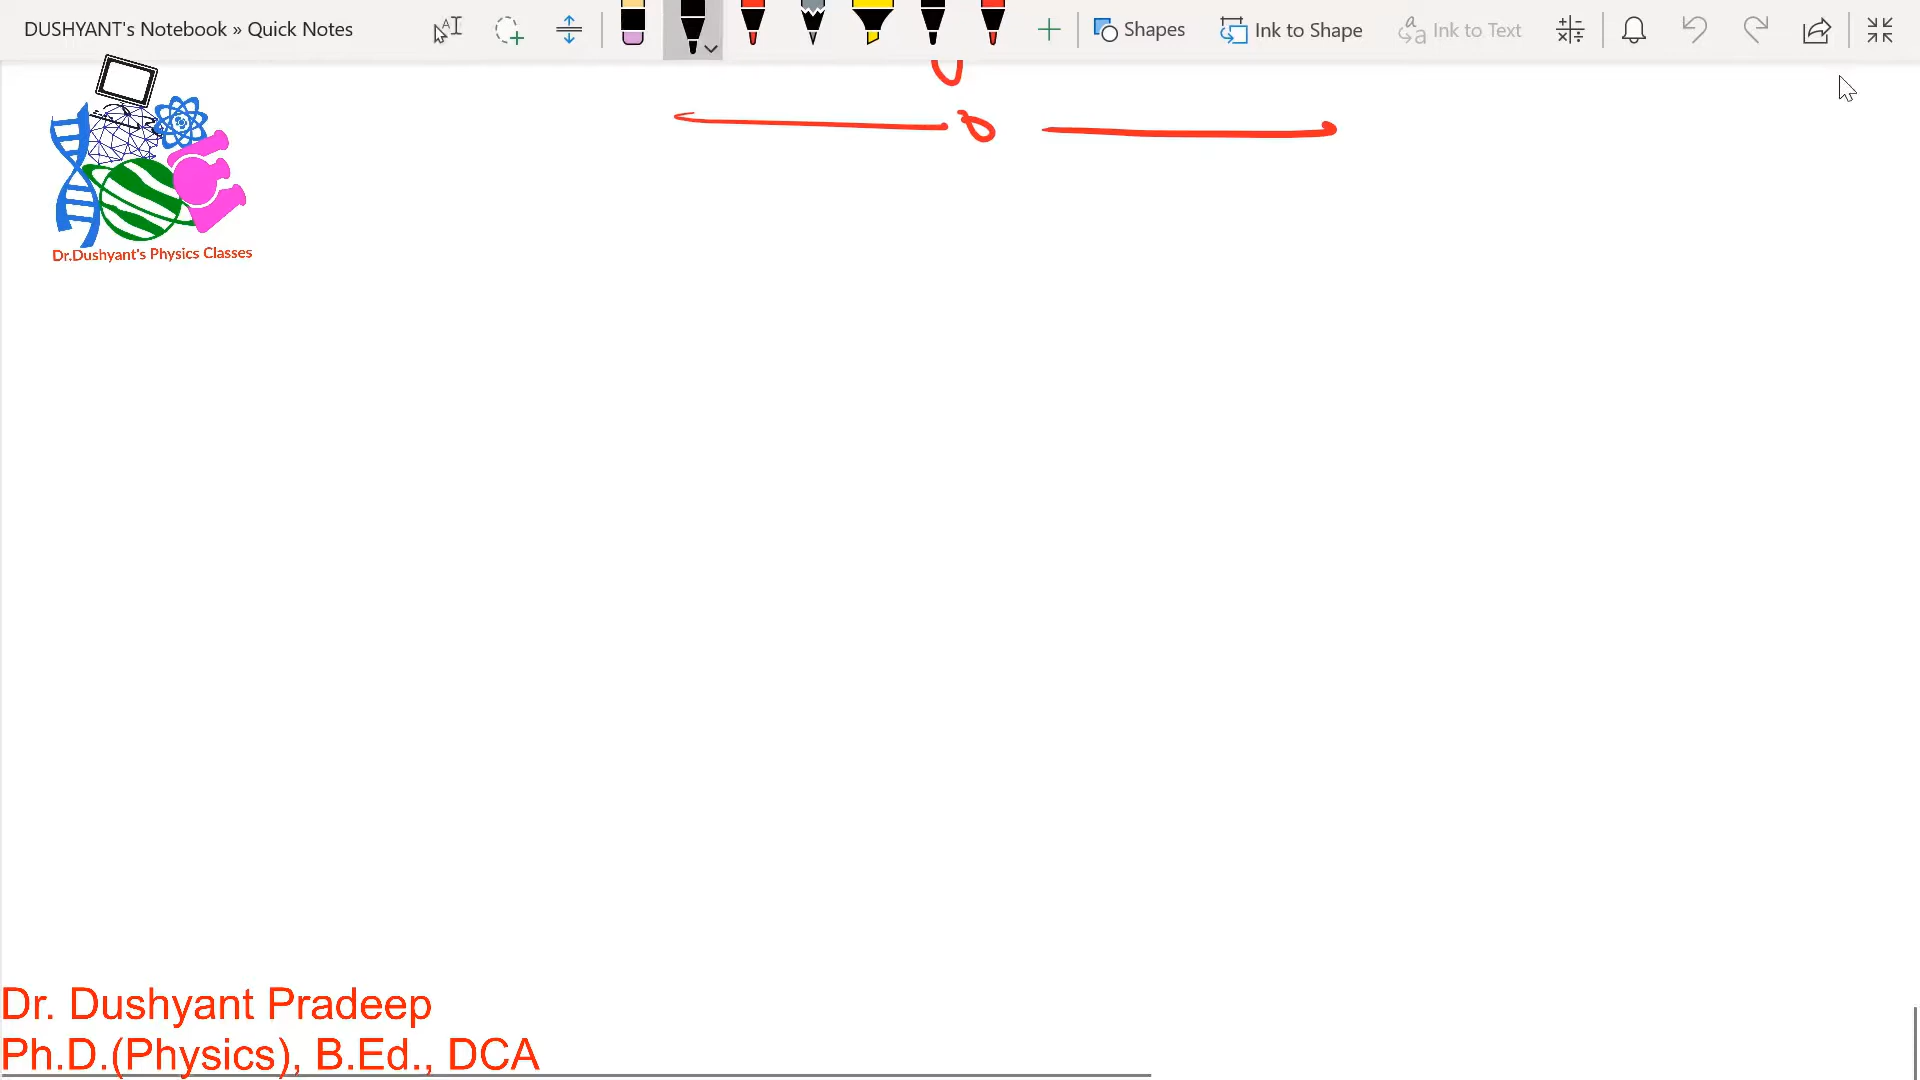 DUSHYANT's Notebook » Quick Notes
Shapes
Ink to Shape
Ink to Text
Dr.Dushyant's Physics Classes
Dr. Dushyant Pradeep
Ph.D.(Physics), B.Ed., DCA